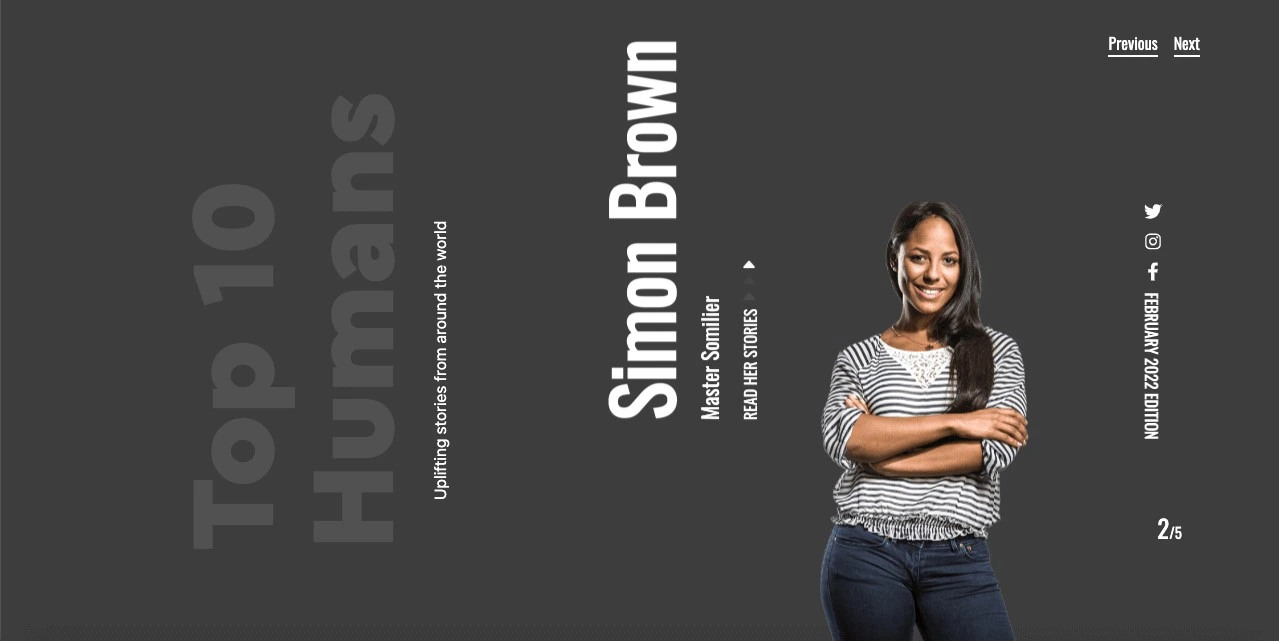 Top 10
Humans
Uplifting stories from around the world
Simon Brown
Master Somilier
READ HER STORIES
Previous
Next
FEBRUARY 2022 EDITION
2/5